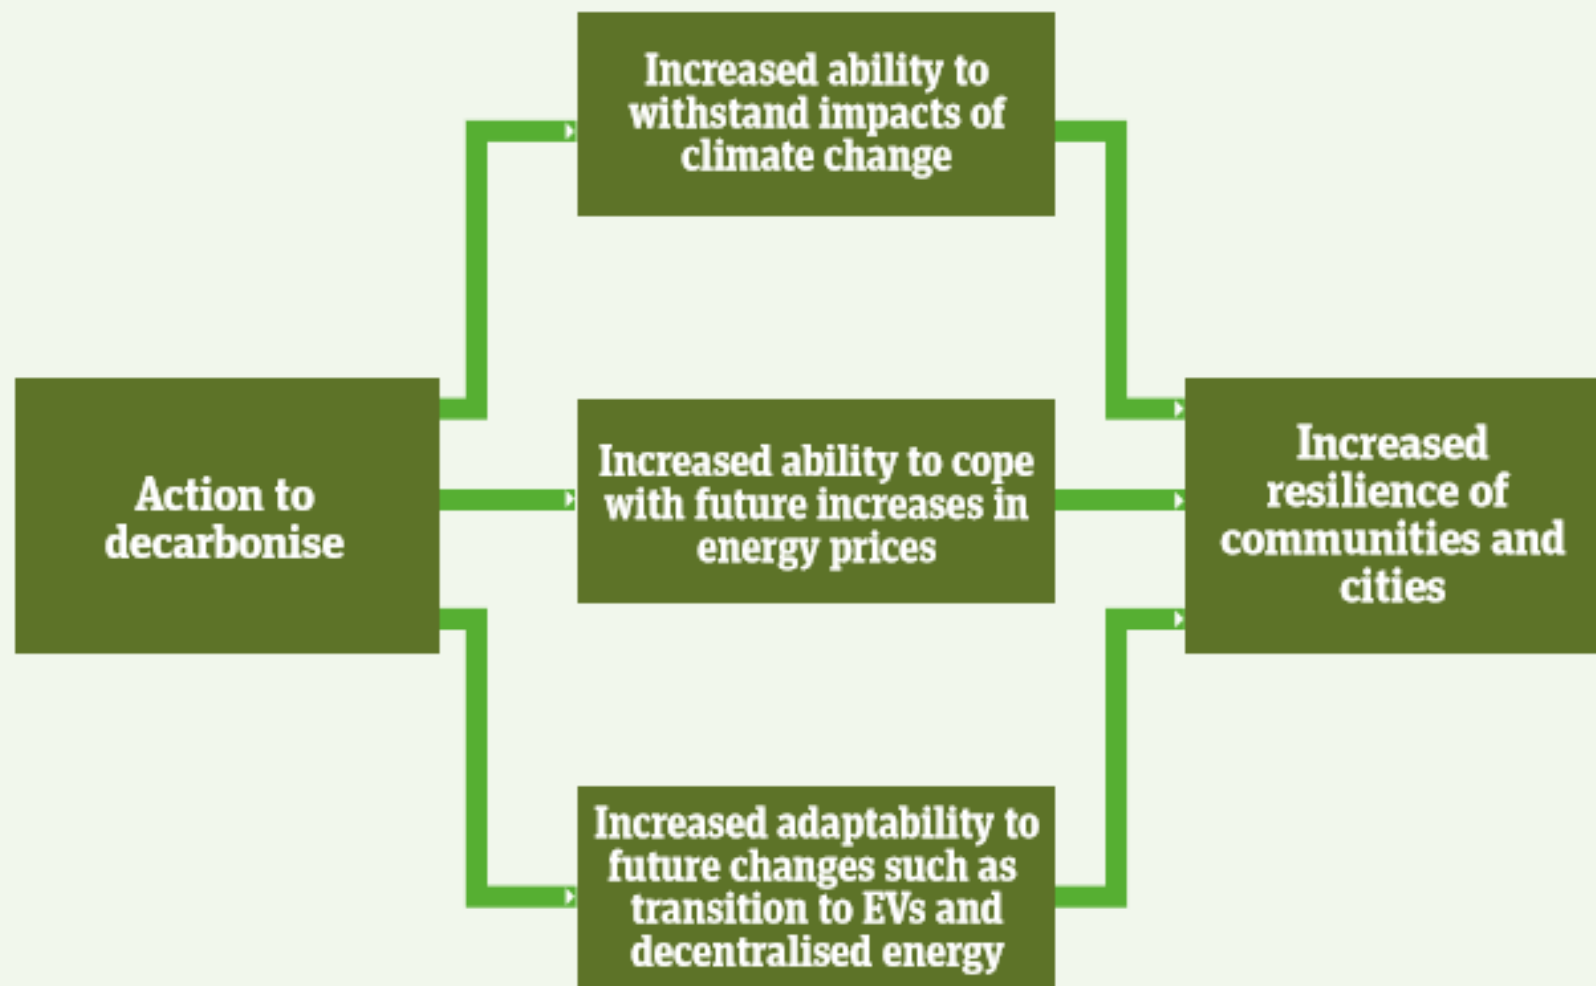 Increased ability to
withstand impacts of
climate change
Action to
decarbonise
Increased ability to cope
with future increases in
energy prices
Increased
resilience of
communities and
cities
Increased adaptability to
future changes such as
transition to EVs and
decentralised energy